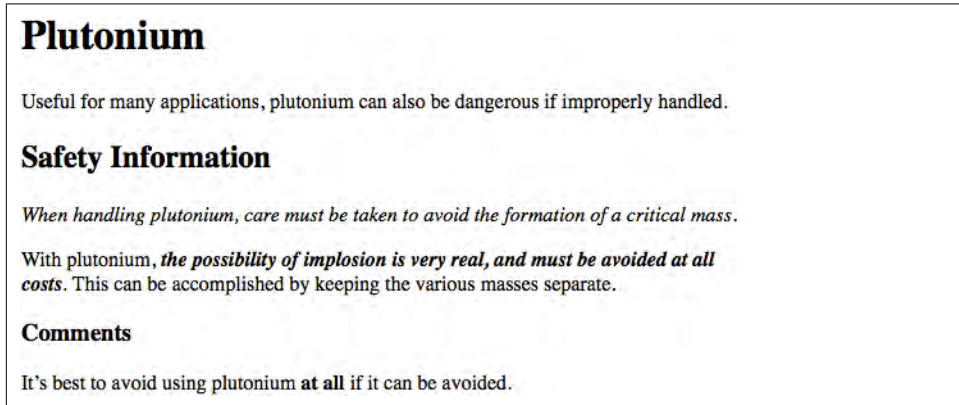 Plutonium
Useful for many applications, plutonium can also be dangerous if improperly handled.
Safety Information
When handling plutonium, care must be taken to avoid the formation of a critical mass.
With plutonium, the possibility of implosion is very real, and must be avoided at all
costs. This can be accomplished by keeping the various masses separate.
Comments
It's best to avoid using plutonium at all if it can be avoided.